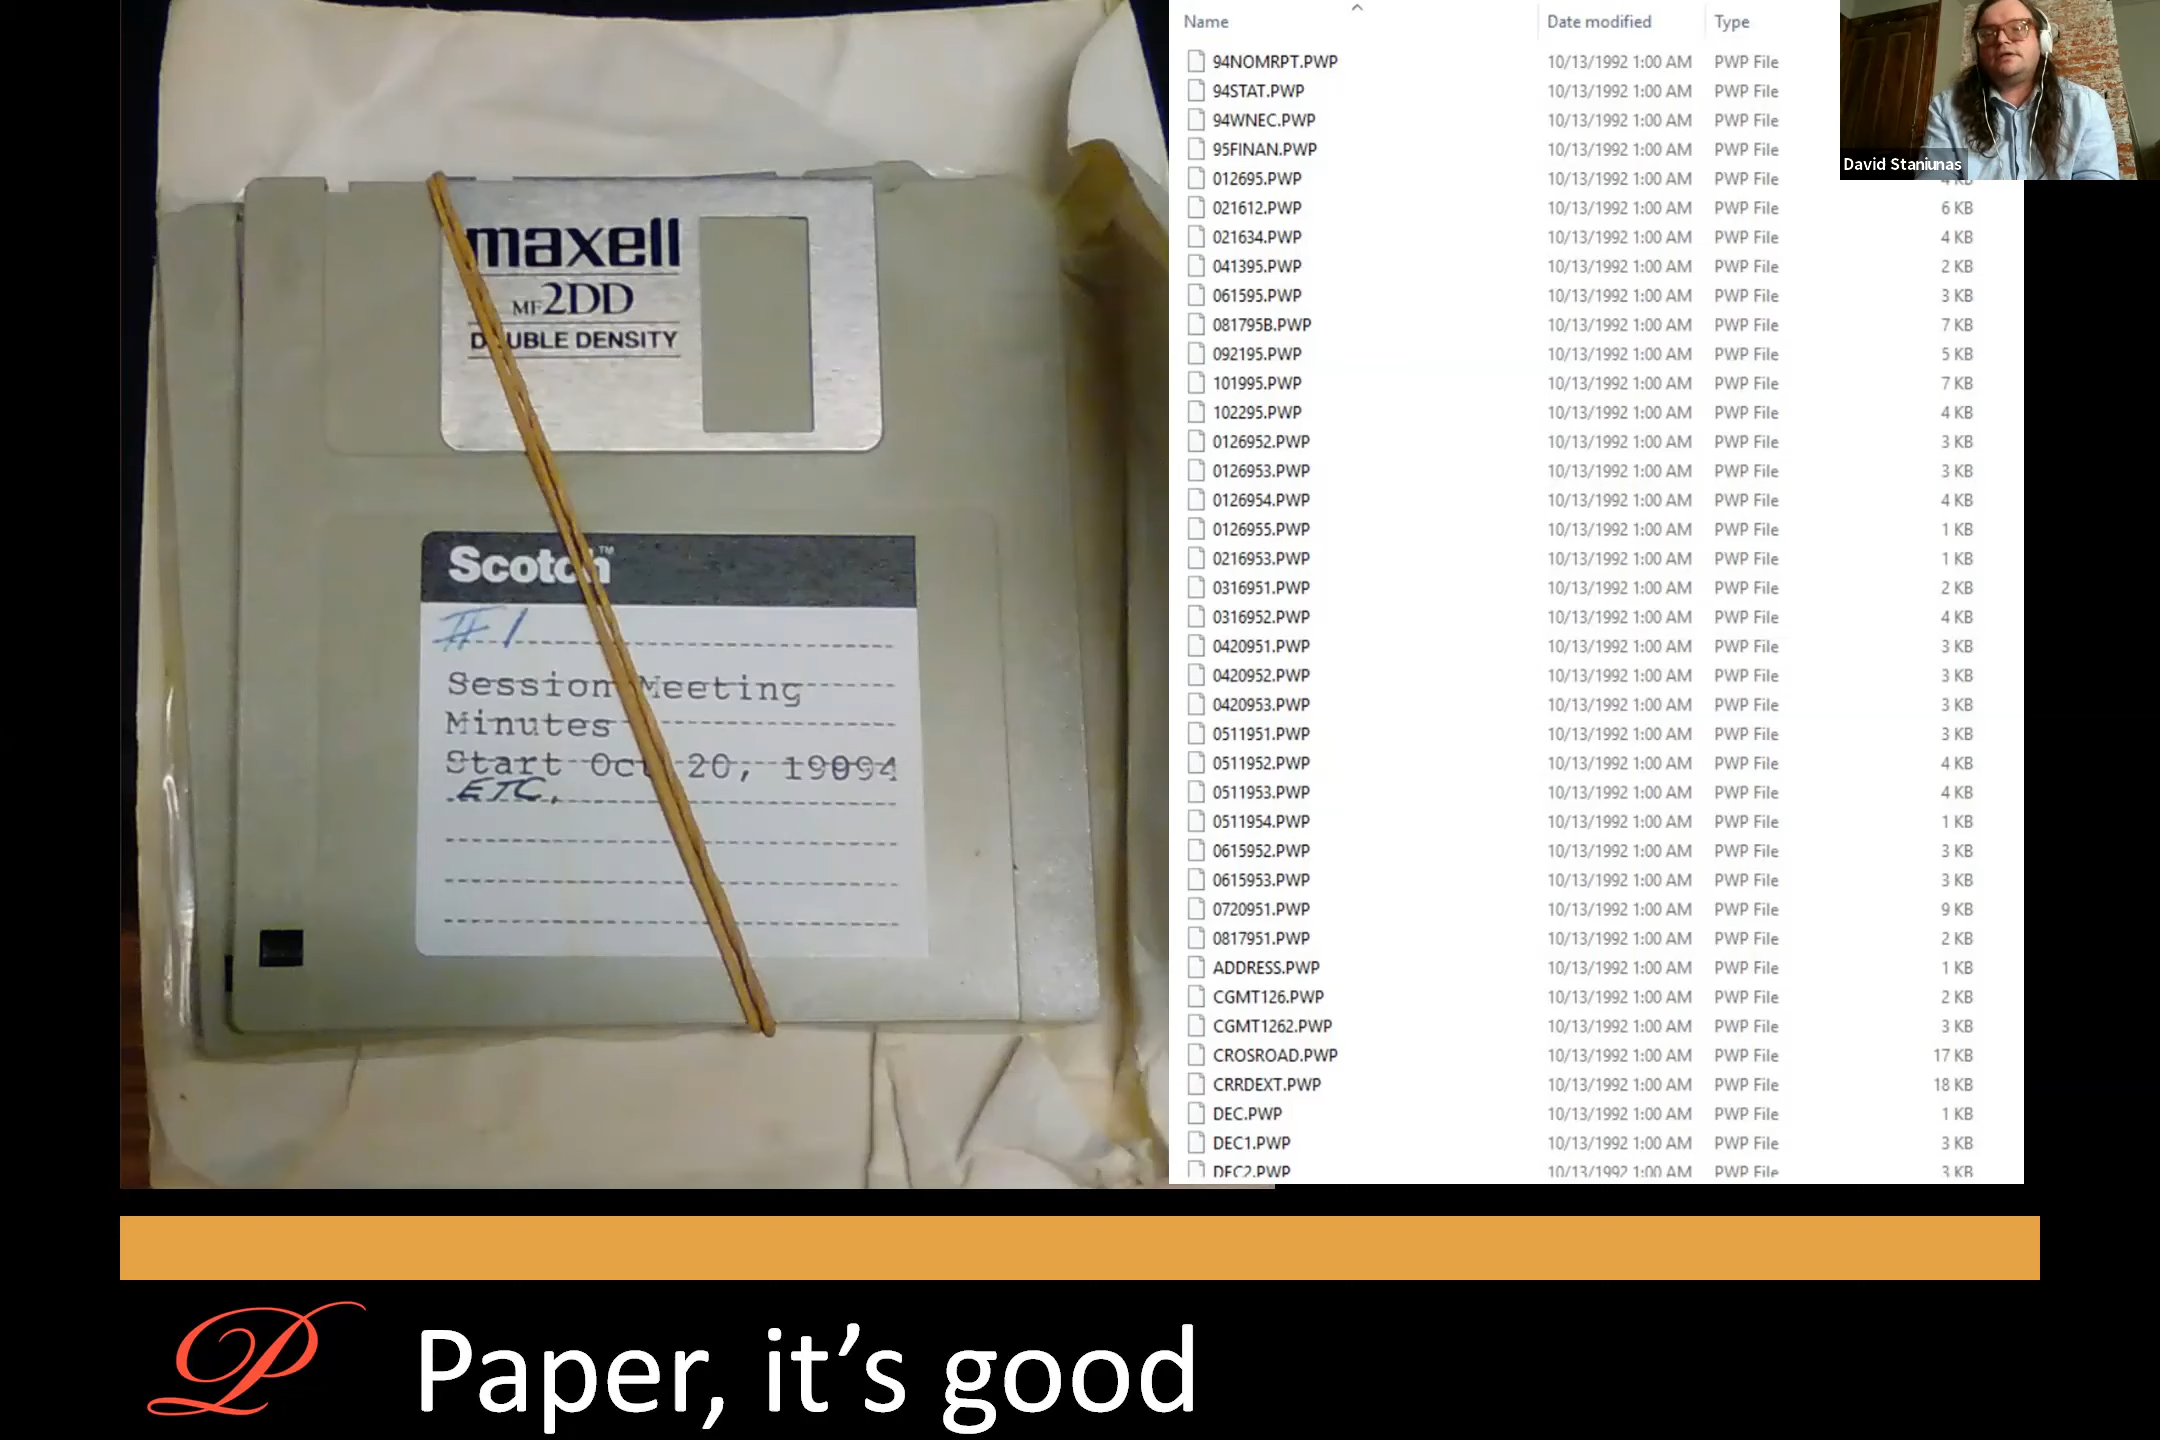 maxell
MF2DD
DOUBLE DENSITY
Scotch™
#1
Session Meeting
Minutes
Start Oct 20, 19094
ETC.
Name Date modified Type
94NOMRPT.PWP 10/13/1992 1:00 AM PWP File
94STAT.PWP 10/13/1992 1:00 AM PWP File
94WNEC.PWP 10/13/1992 1:00 AM PWP File
95FINAN.PWP 10/13/1992 1:00 AM PWP File
012695.PWP 10/13/1992 1:00 AM PWP File 4 KB
021612.PWP 10/13/1992 1:00 AM PWP File 6 KB
021634.PWP 10/13/1992 1:00 AM PWP File 4 KB
041395.PWP 10/13/1992 1:00 AM PWP File 2 KB
061595.PWP 10/13/1992 1:00 AM PWP File 3 KB
081795B.PWP 10/13/1992 1:00 AM PWP File 7 KB
092195.PWP 10/13/1992 1:00 AM PWP File 5 KB
101995.PWP 10/13/1992 1:00 AM PWP File 7 KB
102295.PWP 10/13/1992 1:00 AM PWP File 4 KB
0126952.PWP 10/13/1992 1:00 AM PWP File 3 KB
0126953.PWP 10/13/1992 1:00 AM PWP File 3 KB
0126954.PWP 10/13/1992 1:00 AM PWP File 4 KB
0126955.PWP 10/13/1992 1:00 AM PWP File 1 KB
0216953.PWP 10/13/1992 1:00 AM PWP File 1 KB
0316951.PWP 10/13/1992 1:00 AM PWP File 2 KB
0316952.PWP 10/13/1992 1:00 AM PWP File 4 KB
0420951.PWP 10/13/1992 1:00 AM PWP File 3 KB
0420952.PWP 10/13/1992 1:00 AM PWP File 3 KB
0420953.PWP 10/13/1992 1:00 AM PWP File 3 KB
0511951.PWP 10/13/1992 1:00 AM PWP File 3 KB
0511952.PWP 10/13/1992 1:00 AM PWP File 4 KB
0511953.PWP 10/13/1992 1:00 AM PWP File 4 KB
0511954.PWP 10/13/1992 1:00 AM PWP File 1 KB
0615952.PWP 10/13/1992 1:00 AM PWP File 3 KB
0615953.PWP 10/13/1992 1:00 AM PWP File 3 KB
0720951.PWP 10/13/1992 1:00 AM PWP File 9 KB
0817951.PWP 10/13/1992 1:00 AM PWP File 2 KB
ADDRESS.PWP 10/13/1992 1:00 AM PWP File 1 KB
CGMT126.PWP 10/13/1992 1:00 AM PWP File 2 KB
CGMT1262.PWP 10/13/1992 1:00 AM PWP File 3 KB
CROSROAD.PWP 10/13/1992 1:00 AM PWP File 17 KB
CRRDEXT.PWP 10/13/1992 1:00 AM PWP File 18 KB
DEC.PWP 10/13/1992 1:00 AM PWP File 1 KB
DEC1.PWP 10/13/1992 1:00 AM PWP File 3 KB
DEC2.PWP 10/13/1992 1:00 AM PWP File 3 KB
David Staniunas
P Paper, it’s good